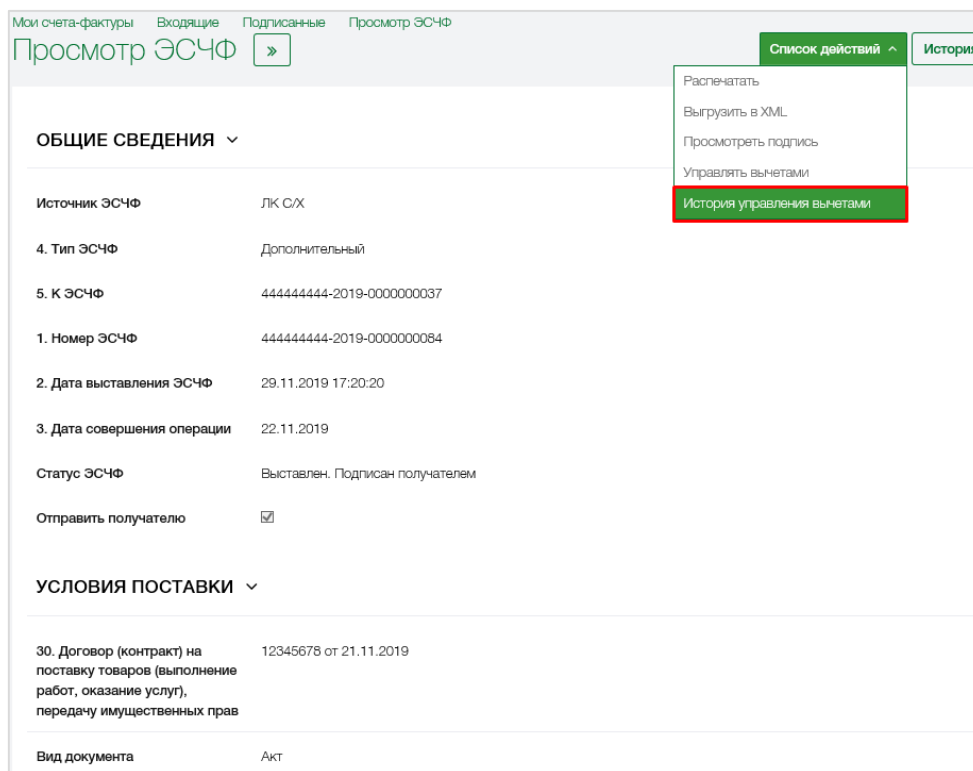 Мои счета-фактуры Входящие Подписанные Просмотр ЭСЧФ
Просмотр ЭСЧФ »
Список действий
История
Распечатать
Выгрузить в XML
Просмотреть подпись
Управлять вычетами
История управления вычетами
ОБЩИЕ СВЕДЕНИЯ
Источник ЭСЧФ ЛК С/Х
4. Тип ЭСЧФ Дополнительный
5. К ЭСЧФ 444444444-2019-0000000037
1. Номер ЭСЧФ 444444444-2019-0000000084
2. Дата выставления ЭСЧФ 29.11.2019 17:20:20
3. Дата совершения операции 22.11.2019
Статус ЭСЧФ Выставлен. Подписан получателем
Отправить получателю
УСЛОВИЯ ПОСТАВКИ
30. Договор (контракт) на 12345678 от 21.11.2019
поставку товаров (выполнение
работ, оказание услуг),
передачу имущественных прав
Вид документа Акт